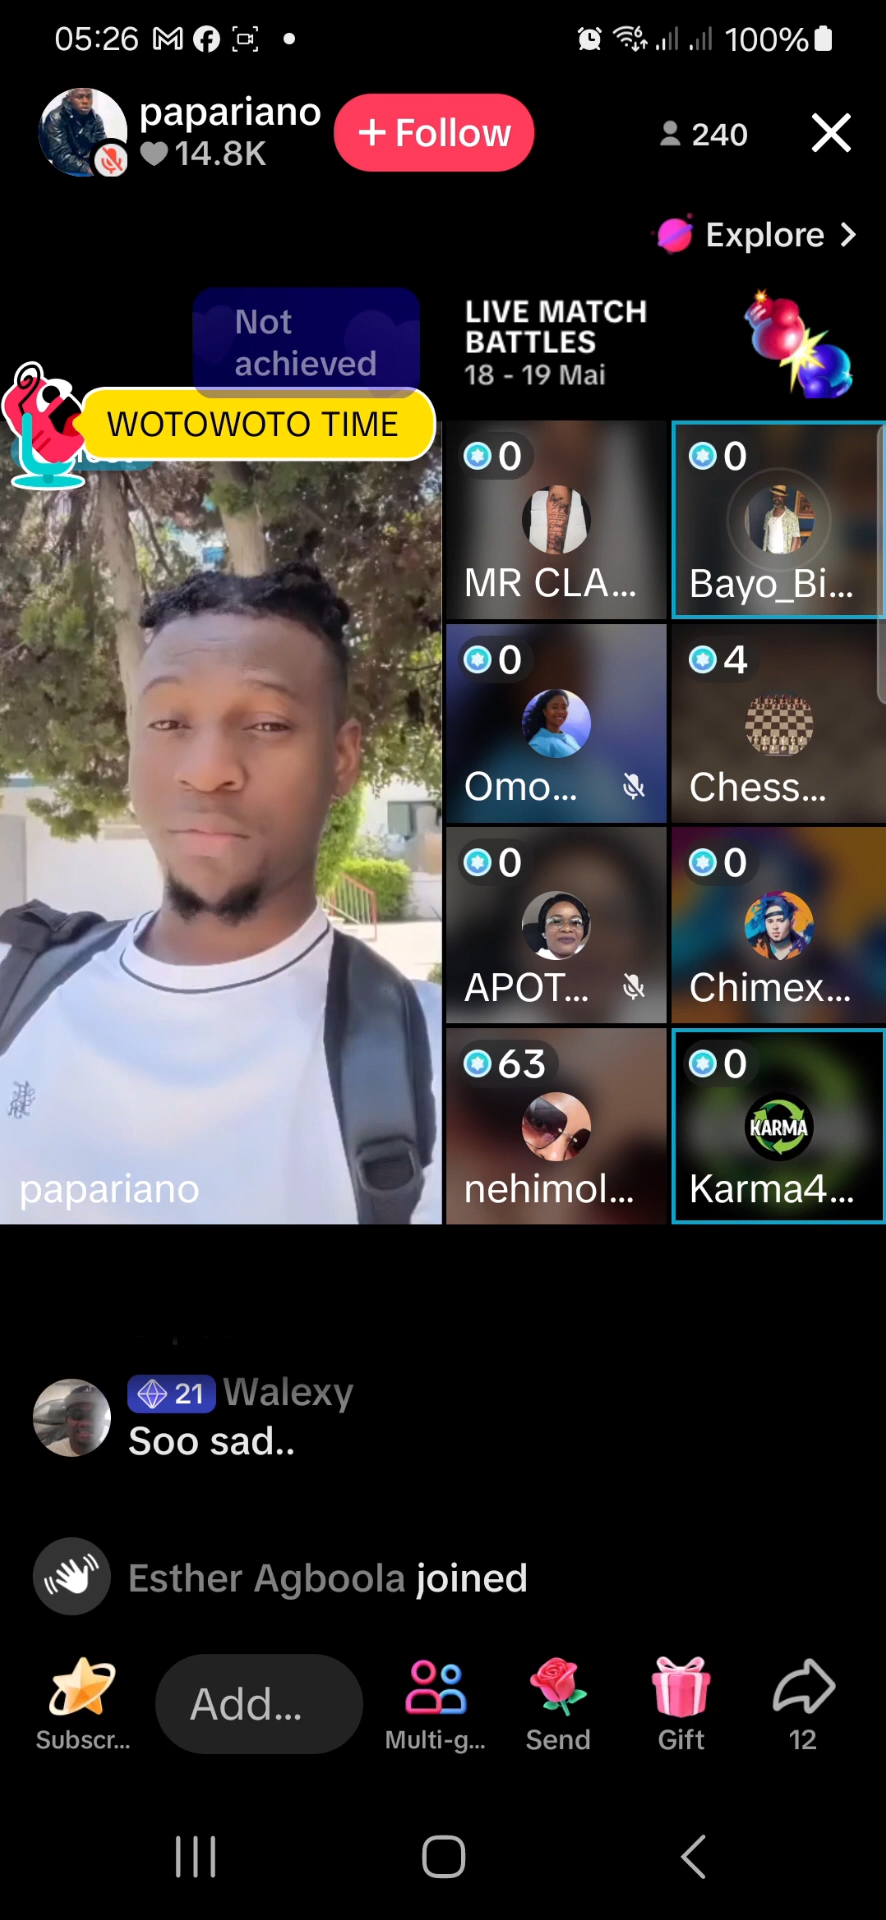 05:26
100%
papariano
14.8K
+ Follow
240
Explore >
Not
achieved
LIVE MATCH
BATTLES
18 - 19 Mai
WOTOWOTO TIME
0
MR CLA...
0
Bayo_Bi...
0
Omo...
4
Chess...
0
APOT...
0
Chimex...
63
nehimol...
0
KARMA
Karma4...
papariano
21 Walexy
Soo sad..
Esther Agboola joined
Subscr...
Add...
Multi-g...
Send
Gift
12